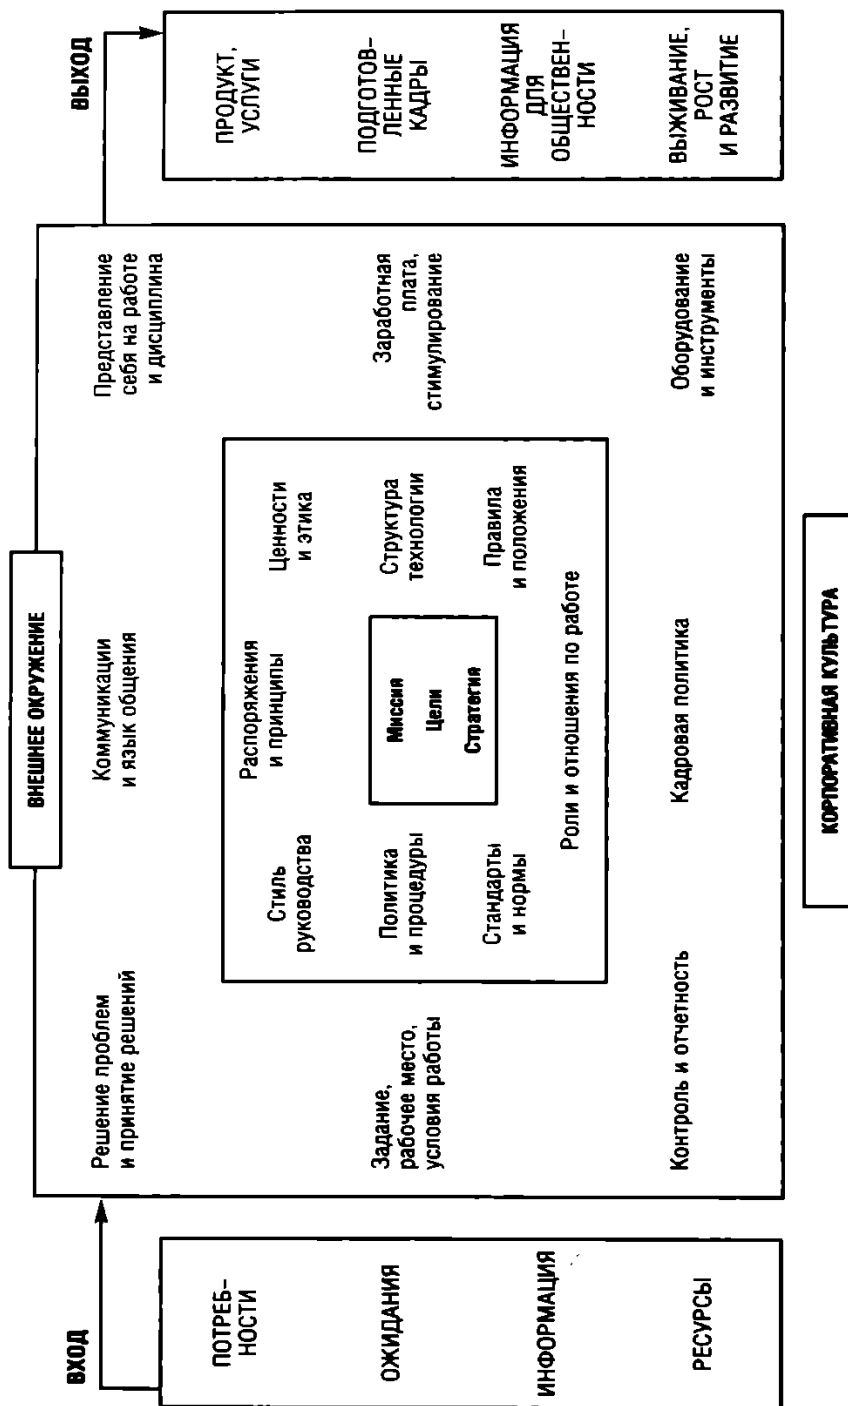 ВНЕШНЕЕ ОКРУЖЕНИЕ
ВХОД
ПОТРЕБ-
НОСТИ
ОЖИДАНИЯ
ИНФОРМАЦИЯ
РЕСУРСЫ
Решение проблем
и принятие решений
Коммуникации
и язык общения
Представление
себя на работе
и дисциплина
Задание,
рабочее место,
условия работы
Стиль
руководства
Распоряжения
и принципы
Ценности
и этика
Политика
и процедуры
Миссия
Цели
Стратегия
Структура
технологии
Стандарты
и нормы
Правила
и положения
Роли и отношения по работе
Заработная
плата,
стимулирование
Контроль и отчетность
Кадровая политика
Оборудование
и инструменты
ВЫХОД
ПРОДУКТ,
УСЛУГИ
ПОДГОТОВ-
ЛЕННЫЕ
КАДРЫ
ИНФОРМАЦИЯ
ДЛЯ
ОБЩЕСТВЕН-
НОСТИ
ВЫЖИВАНИЕ,
РОСТ
И РАЗВИТИЕ
КОРПОРАТИВНАЯ КУЛЬТУРА